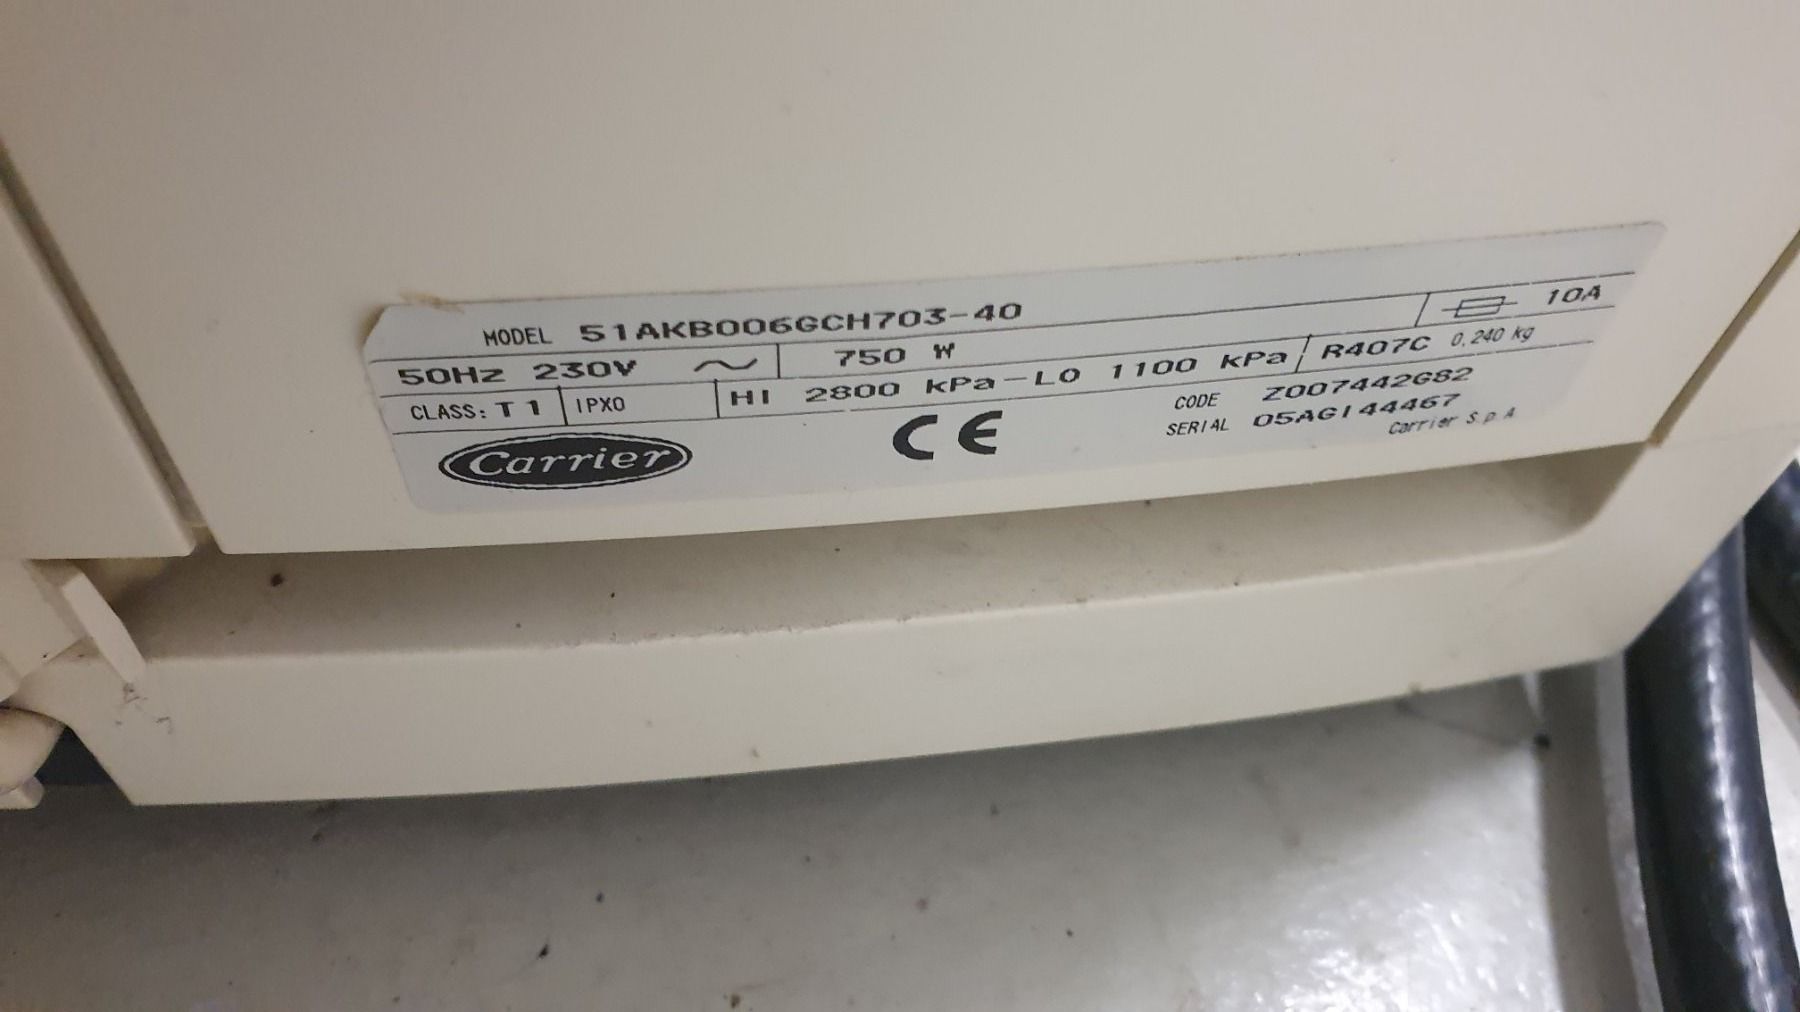 MODEL 51AKB006GCH703-40
10A
50Hz 230V ~ 750 W
CLASS: T1 IPX0 HI 2800 kPa-LO 1100 kPa R407C 0,240 kg
CODE Z007442G82
SERIAL 05AG144467
Carrier S.p.A
Carrier CE